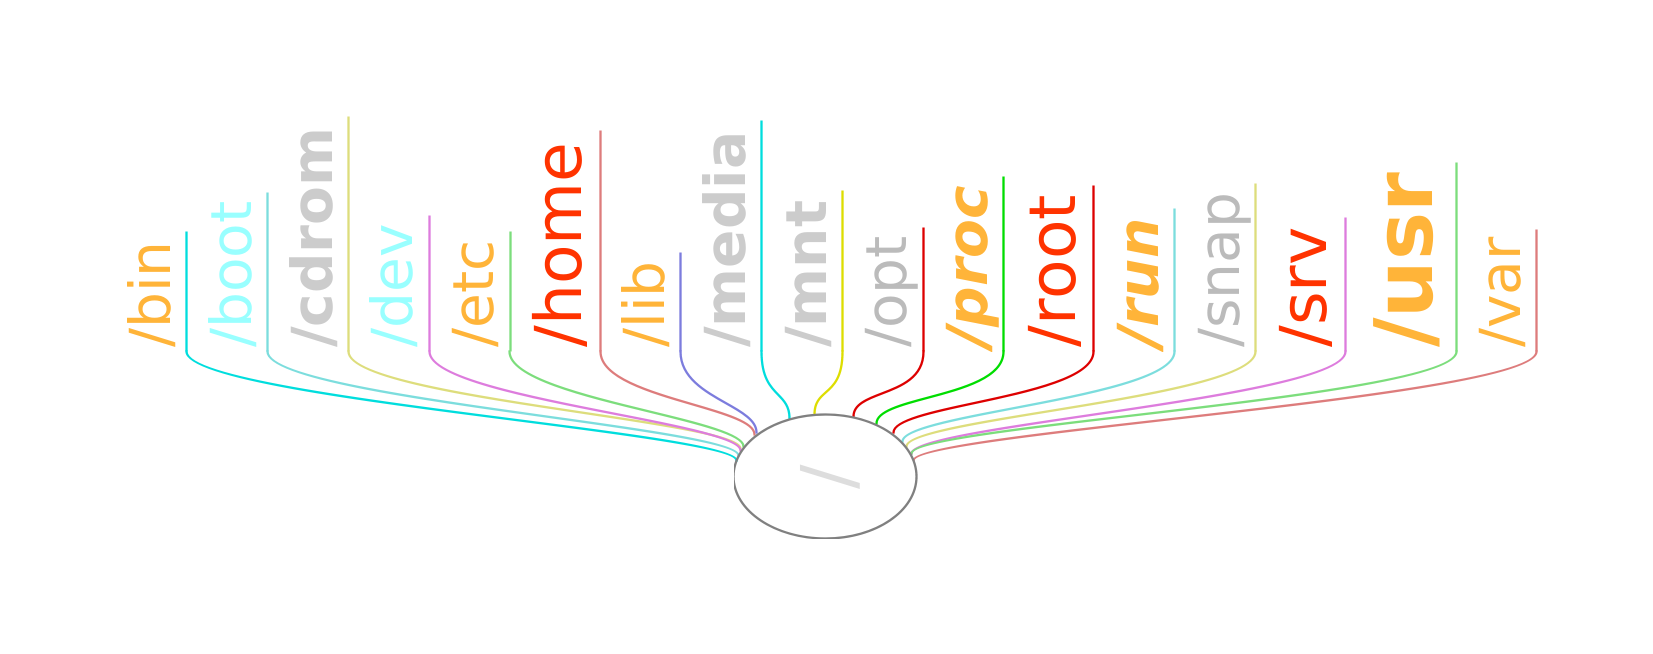 /bin
/boot
/cdrom
/dev
/etc
/home
/lib
/media
/mnt
/opt
/proc
/root
/run
/snap
/srv
/usr
/var
/